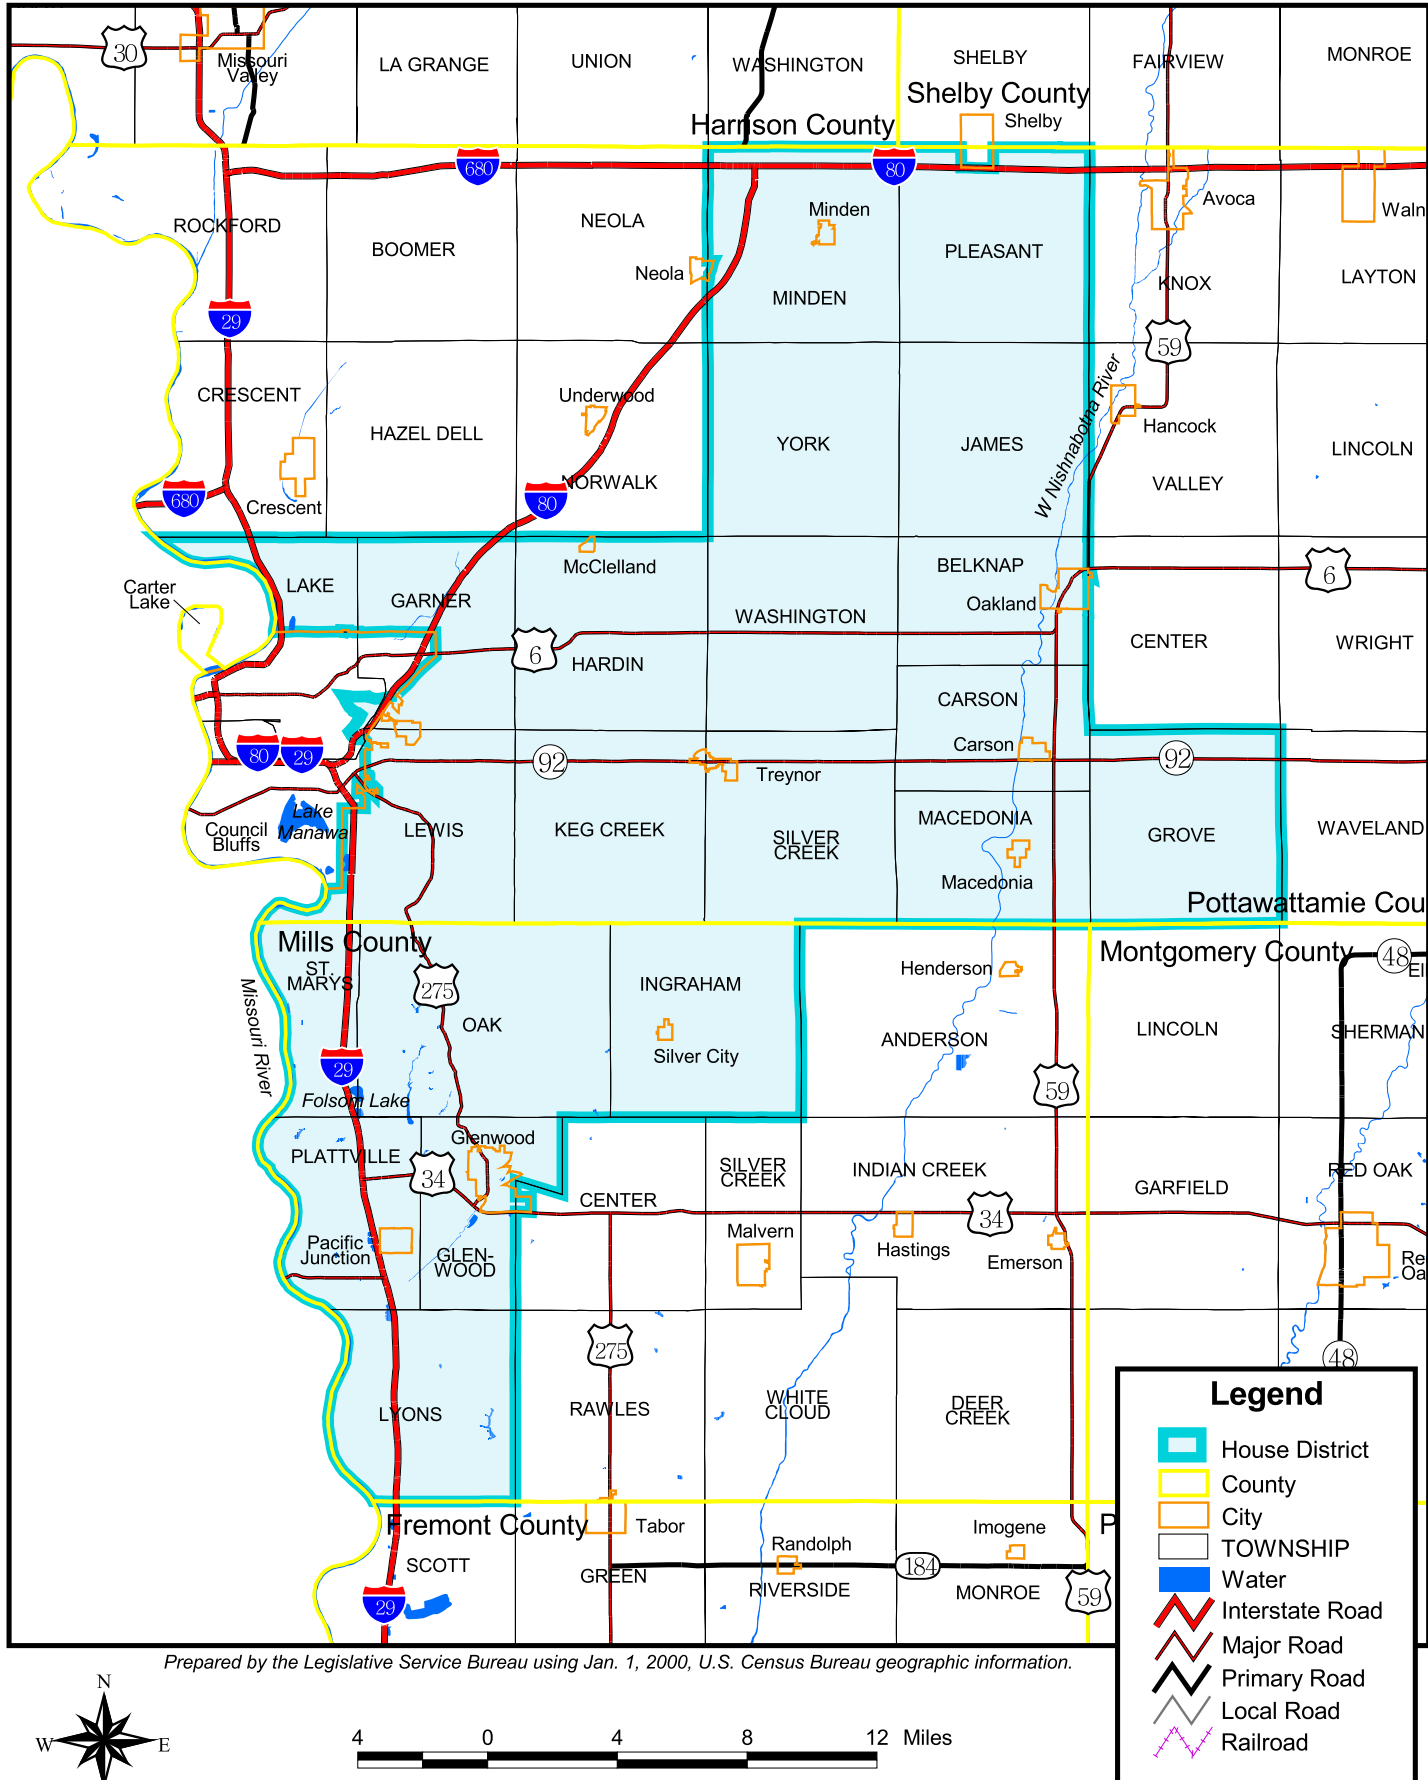 30
Missouri
Valley
LA GRANGE
UNION
WASHINGTON
SHELBY
FAIRVIEW
MONROE
Shelby County
Harrison County
Shelby
680
80
ROCKFORD
BOOMER
NEOLA
Minden
PLEASANT
Avoca
Waln
Neola
MINDEN
KNOX
LAYTON
29
59
CRESCENT
Underwood
HAZEL DELL
YORK
JAMES
W Nishnabotna River
Hancock
LINCOLN
680
Crescent
80
NORWALK
VALLEY
McClelland
BELKNAP
6
Carter
Lake
LAKE
GARNER
Oakland
WASHINGTON
6
HARDIN
CENTER
WRIGHT
CARSON
80
29
92
Carson
92
Treynor
Lake
Manawa
Council
Bluffs
LEWIS
KEG CREEK
SILVER
CREEK
MACEDONIA
GROVE
WAVELAND
Macedonia
Pottawattamie Cou
Mills County
Montgomery County
48
El
ST.
MARYS
275
INGRAHAM
Henderson
Missouri River
OAK
Silver City
ANDERSON
LINCOLN
SHERMAN
29
59
Folsom Lake
Glenwood
PLATTVILLE
34
SILVER
CREEK
INDIAN CREEK
GARFIELD
RED OAK
CENTER
34
Pacific
Junction
GLEN-
WOOD
Malvern
Hastings
Emerson
Re
Oa
275
48
LYONS
RAWLES
WHITE
CLOUD
DEER
CREEK
Fremont County
Tabor
Imogene
P
SCOTT
Randolph
GREEN
RIVERSIDE
184
MONROE
59
29
Legend
House District
County
City
TOWNSHIP
Water
Interstate Road
Major Road
Primary Road
Local Road
Railroad
Prepared by the Legislative Service Bureau using Jan. 1, 2000, U.S. Census Bureau geographic information.
N
W
E
4 0 4 8 12 Miles